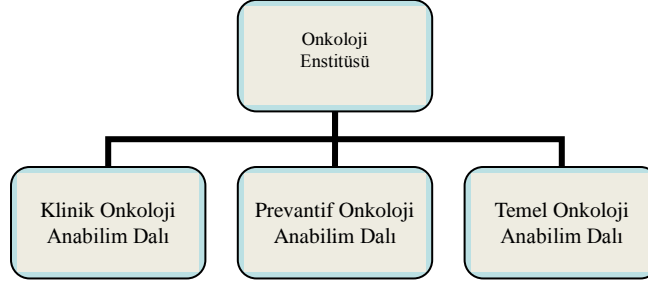 Onkoloji
Enstitüsü
Klinik Onkoloji
Anabilim Dalı
Prevantif Onkoloji
Anabilim Dalı
Temel Onkoloji
Anabilim Dalı